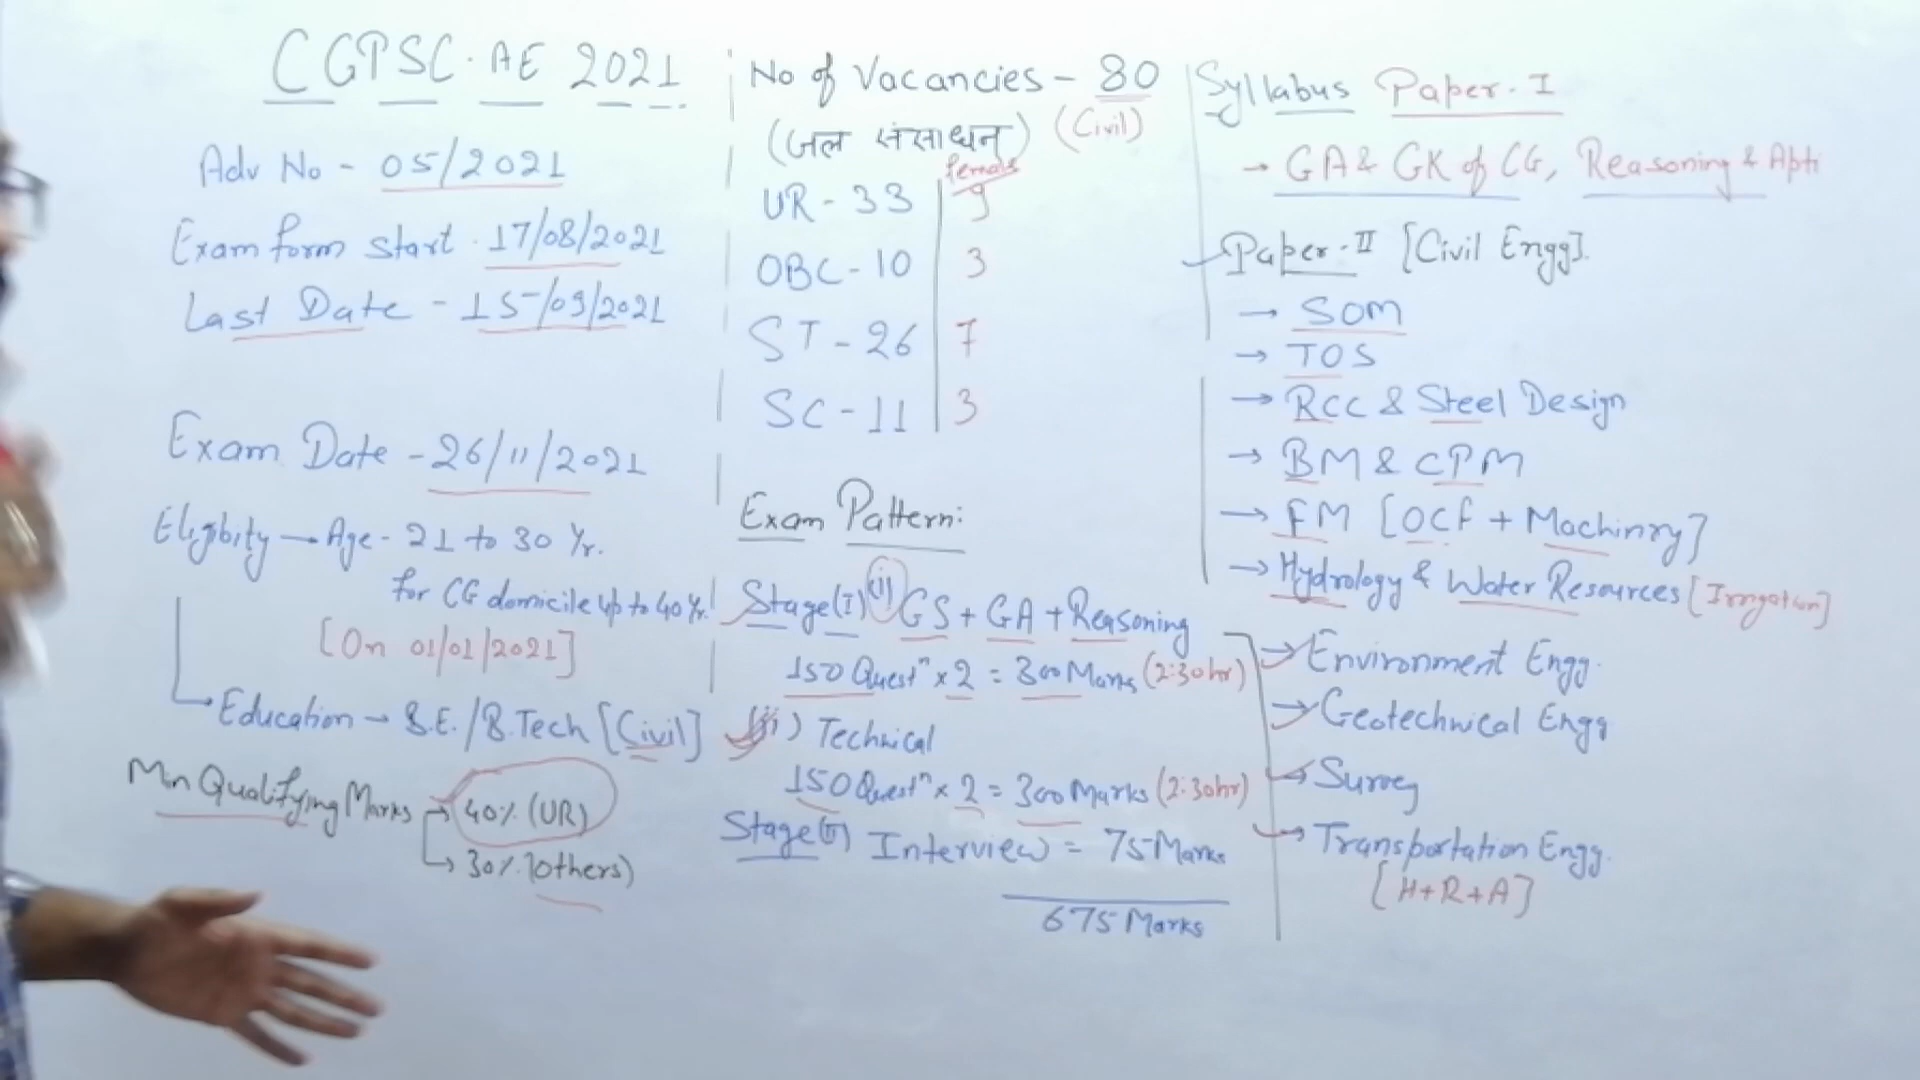 CGPSC. AE 2021
Adv No - 05/2021
Exam form start - 17/08/2021
Last Date - 15/09/2021
Exam Date - 26/11/2021
Eligibity → Age - 21 to 30 Yr.
for CG domicile up to 40 Yr.
[On 01/01/2021]
Education → B.E./B.Tech [Civil]
Min Qualifying Marks → 40% (UR)
→ 30% (others)
No of Vacancies - 80
(जल संसाधन) (Civil)
female
UR - 33 | 9
OBC - 10 | 3
ST - 26 | 7
SC - 11 | 3
Exam Pattern:
Stage(I) (i) GS + GA + Reasoning
150 Questⁿ × 2 = 300 Marks (2:30hr)
(ii) Technical
150 Questⁿ × 2 = 300 Marks (2:30hr)
Stage(II) Interview = 75 Marks
675 Marks
Syllabus Paper - I
→ GA & GK of CG, Reasoning & Apti
Paper - II [Civil Engg].
→ SOM
→ TOS
→ RCC & Steel Design
→ BM & CPM
→ FM [OCF + Machinry]
→ Hydrology & Water Resources [Irrigation]
→ Environment Engg.
→ Geotechnical Engg
→ Survey
→ Transportation Engg.
[H+R+A]